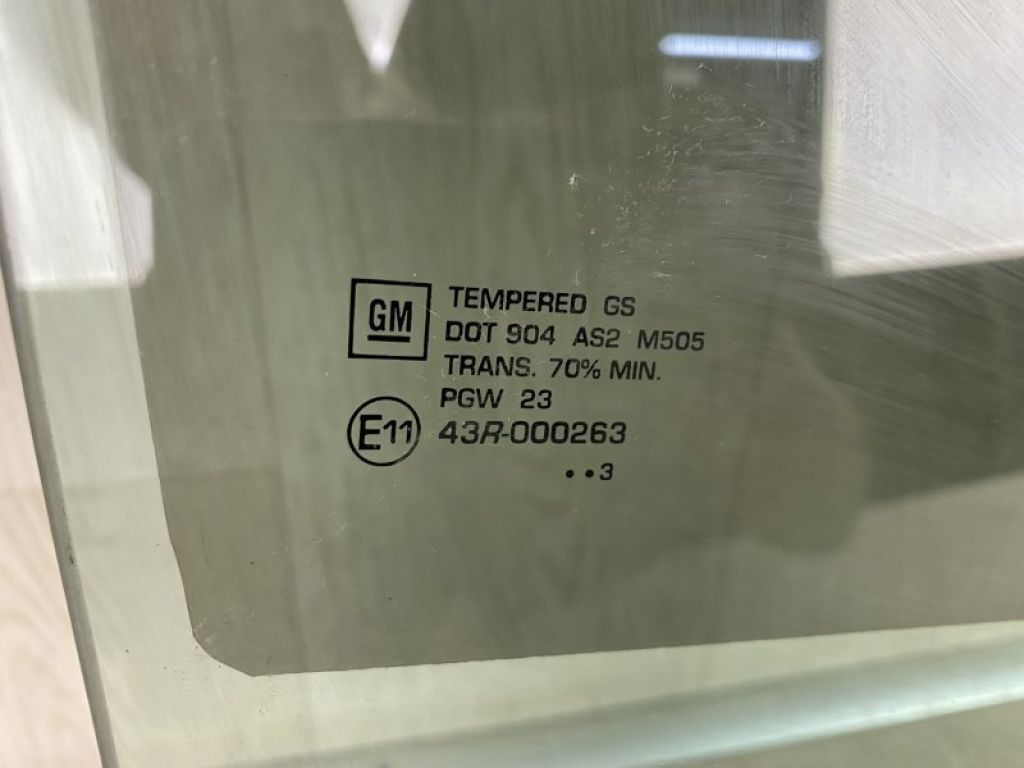 GM
TEMPERED GS
DOT 904 AS2 M505
TRANS. 70% MIN.
PGW 23
E11 43R-000263
••3